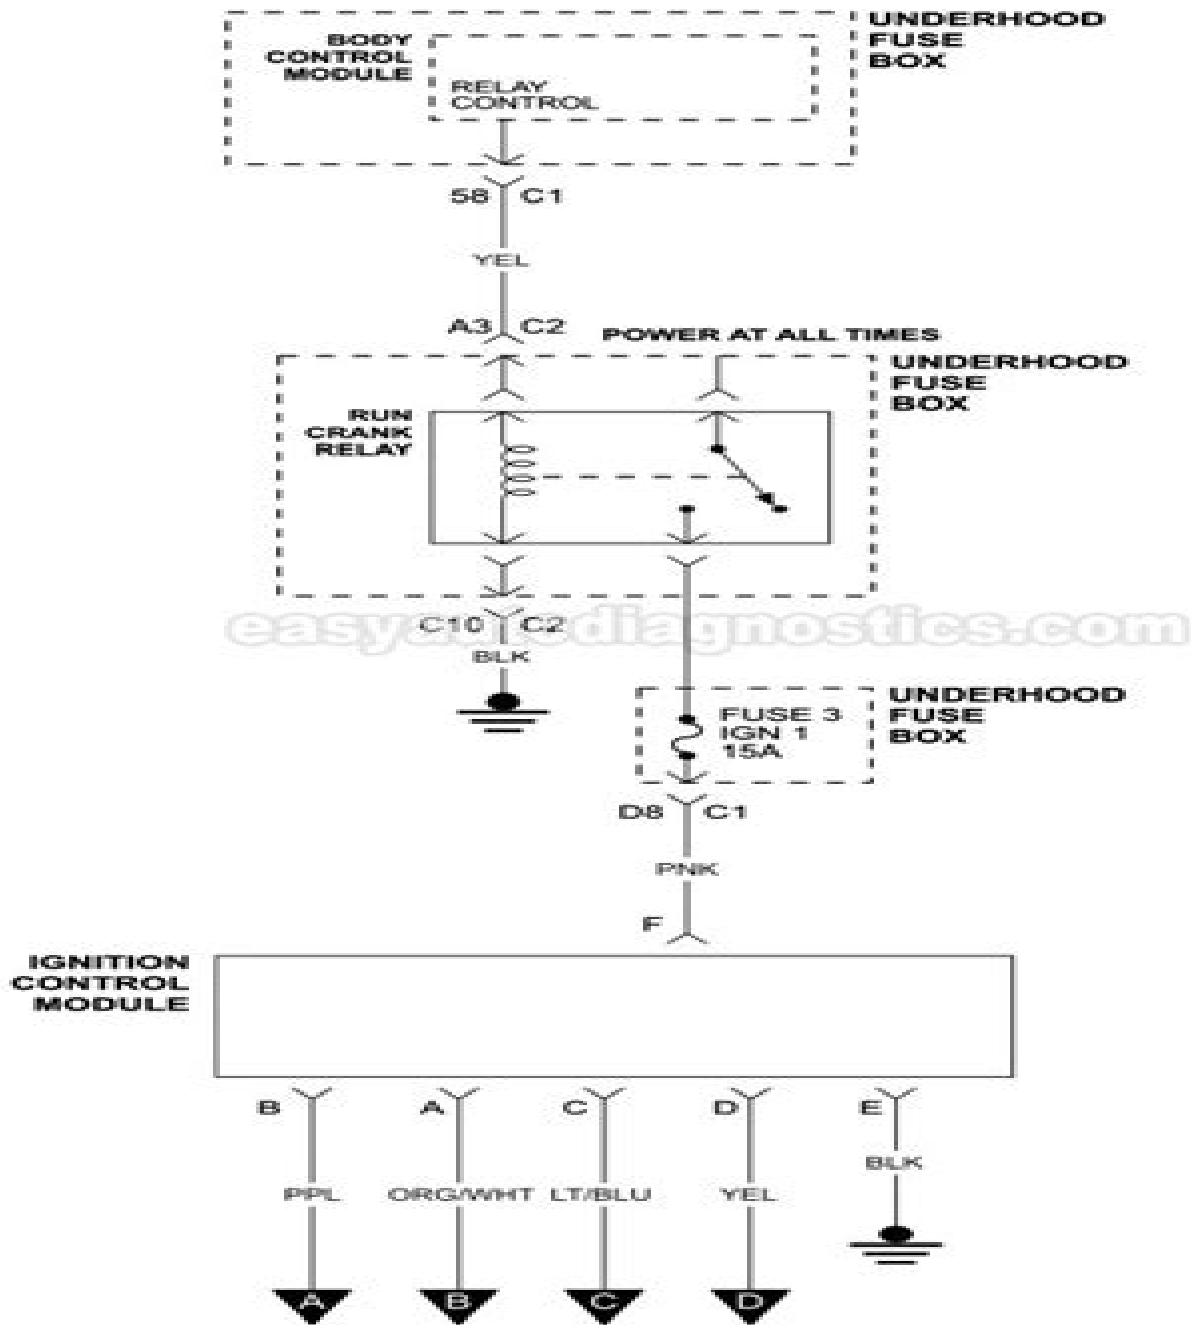 UNDERHOOD
FUSE
BOX
BODY
CONTROL
MODULE
RELAY
CONTROL
58 C1
YEL
A3 C2
POWER AT ALL TIMES
UNDERHOOD
FUSE
BOX
RUN
CRANK
RELAY
easyautodiagnostics.com
C10 C2
BLK
UNDERHOOD
FUSE
BOX
FUSE 3
IGN 1
15A
D8 C1
PNK
F
IGNITION
CONTROL
MODULE
B A C D E
BLK
PPL ORG/WHT LT/BLU YEL
A B C D